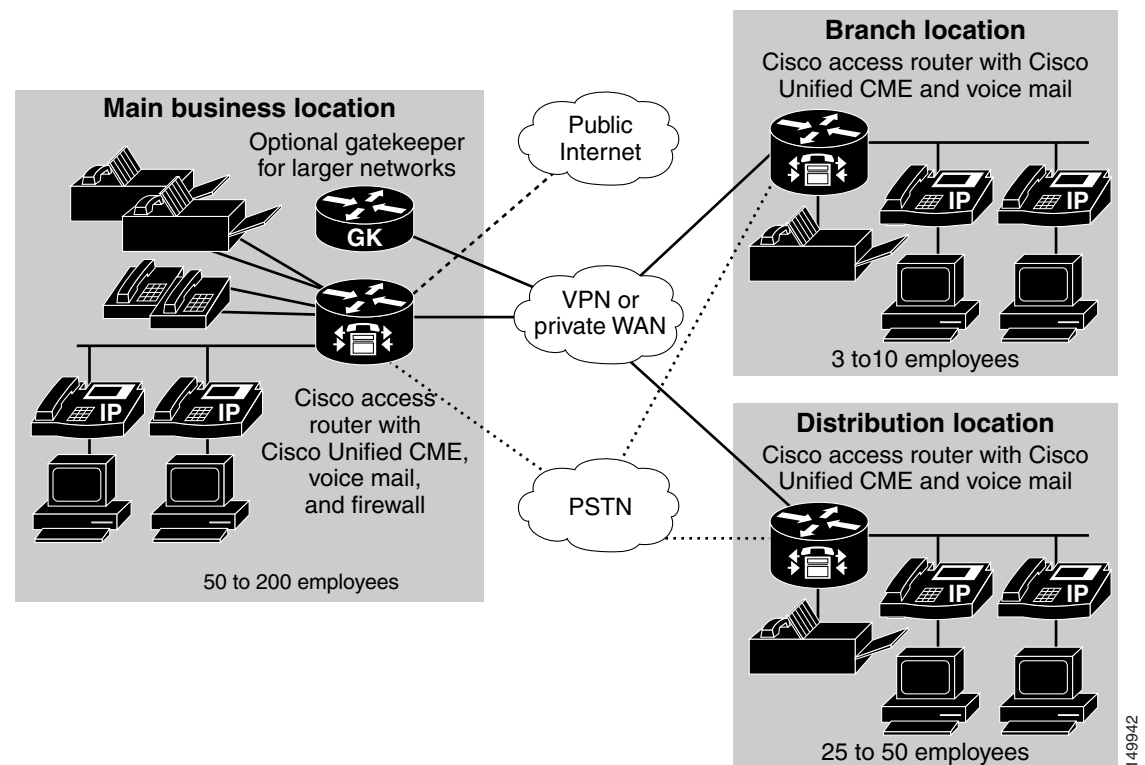 Main business location
Optional gatekeeper
for larger networks
GK
IP
IP
Cisco access
router with
Cisco Unified CME,
voice mail,
and firewall
50 to 200 employees
Public
Internet
VPN or
private WAN
PSTN
Branch location
Cisco access router with Cisco
Unified CME and voice mail
IP
IP
3 to10 employees
Distribution location
Cisco access router with Cisco
Unified CME and voice mail
IP
IP
25 to 50 employees
149942